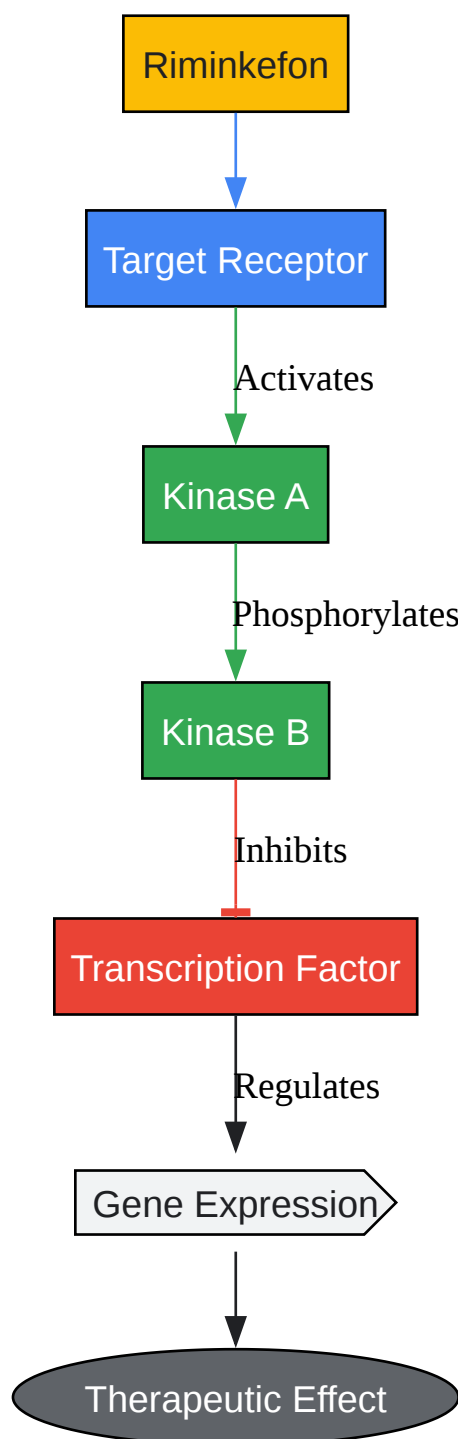 Riminkefon
Target Receptor
Activates
Kinase A
Phosphorylates
Kinase B
Inhibits
Transcription Factor
Regulates
Gene Expression
Therapeutic Effect